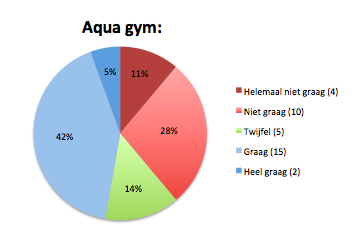 Aqua gym:
5%
11%
28%
14%
42%
Helemaal niet graag (4)
Niet graag (10)
Twijfel (5)
Graag (15)
Heel graag (2)